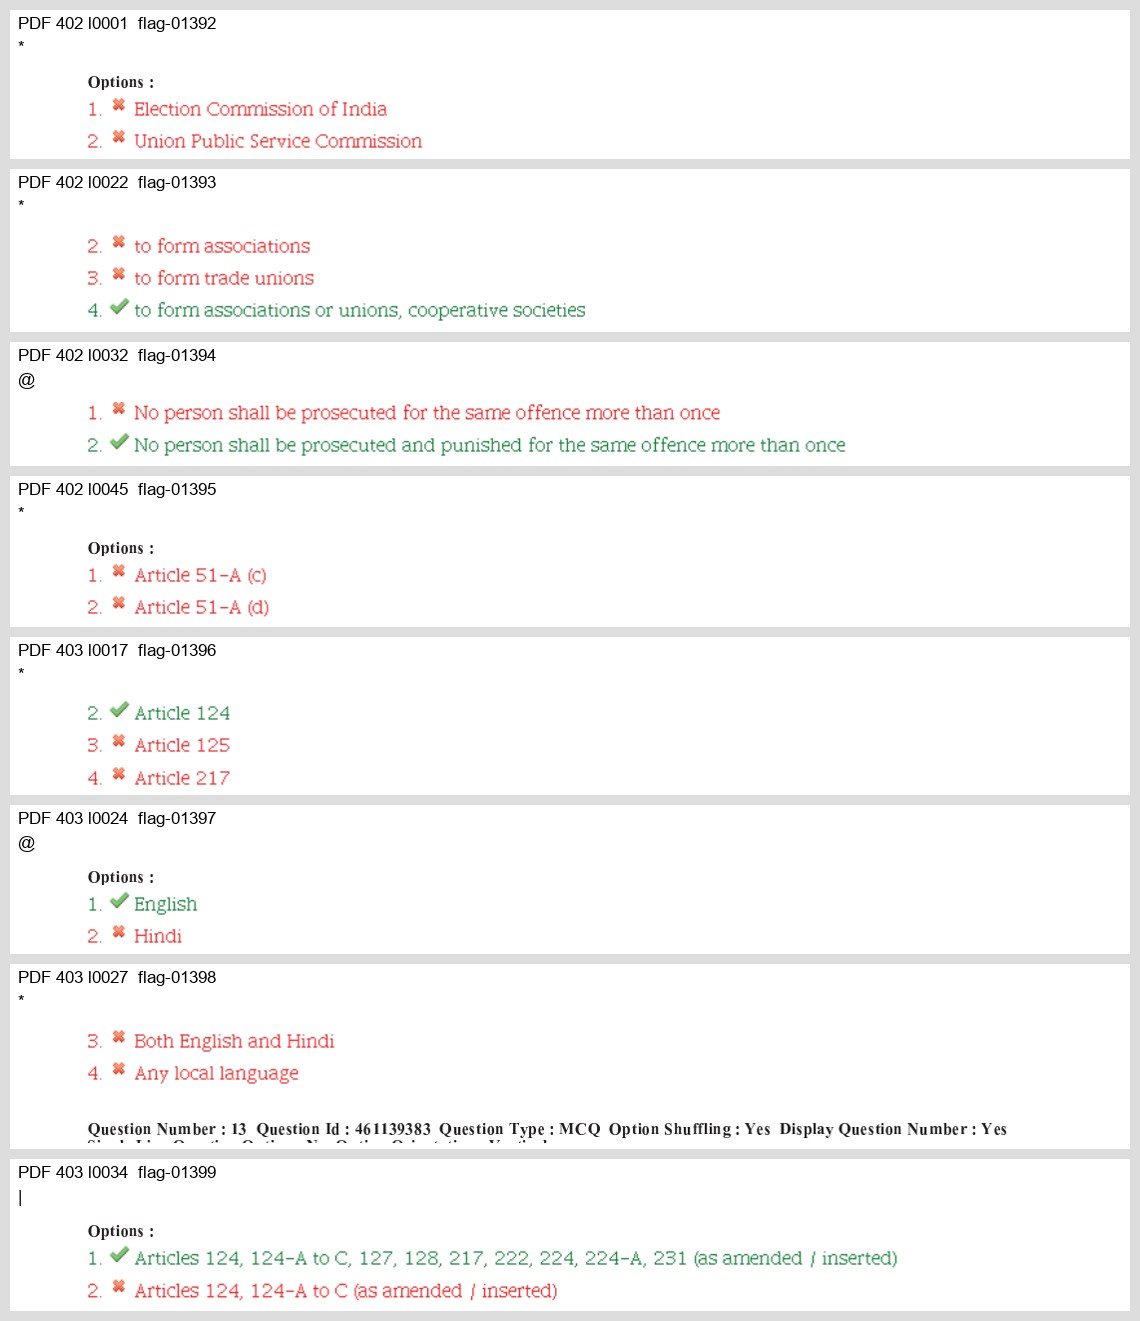 PDF 402 l0001 flag-01392
*
Options :
1. ✖ Election Commission of India
2. ✖ Union Public Service Commission
PDF 402 l0022 flag-01393
*
2. ✖ to form associations
3. ✖ to form trade unions
4. ✔ to form associations or unions, cooperative societies
PDF 402 l0032 flag-01394
@
1. ✖ No person shall be prosecuted for the same offence more than once
2. ✔ No person shall be prosecuted and punished for the same offence more than once
PDF 402 l0045 flag-01395
*
Options :
1. ✖ Article 51-A (c)
2. ✖ Article 51-A (d)
PDF 403 l0017 flag-01396
*
2. ✔ Article 124
3. ✖ Article 125
4. ✖ Article 217
PDF 403 l0024 flag-01397
@
Options :
1. ✔ English
2. ✖ Hindi
PDF 403 l0027 flag-01398
*
3. ✖ Both English and Hindi
4. ✖ Any local language
Question Number : 13 Question Id : 461139383 Question Type : MCQ Option Shuffling : Yes Display Question Number : Yes
PDF 403 l0034 flag-01399
|
Options :
1. ✔ Articles 124, 124-A to C, 127, 128, 217, 222, 224, 224-A, 231 (as amended / inserted)
2. ✖ Articles 124, 124-A to C (as amended / inserted)